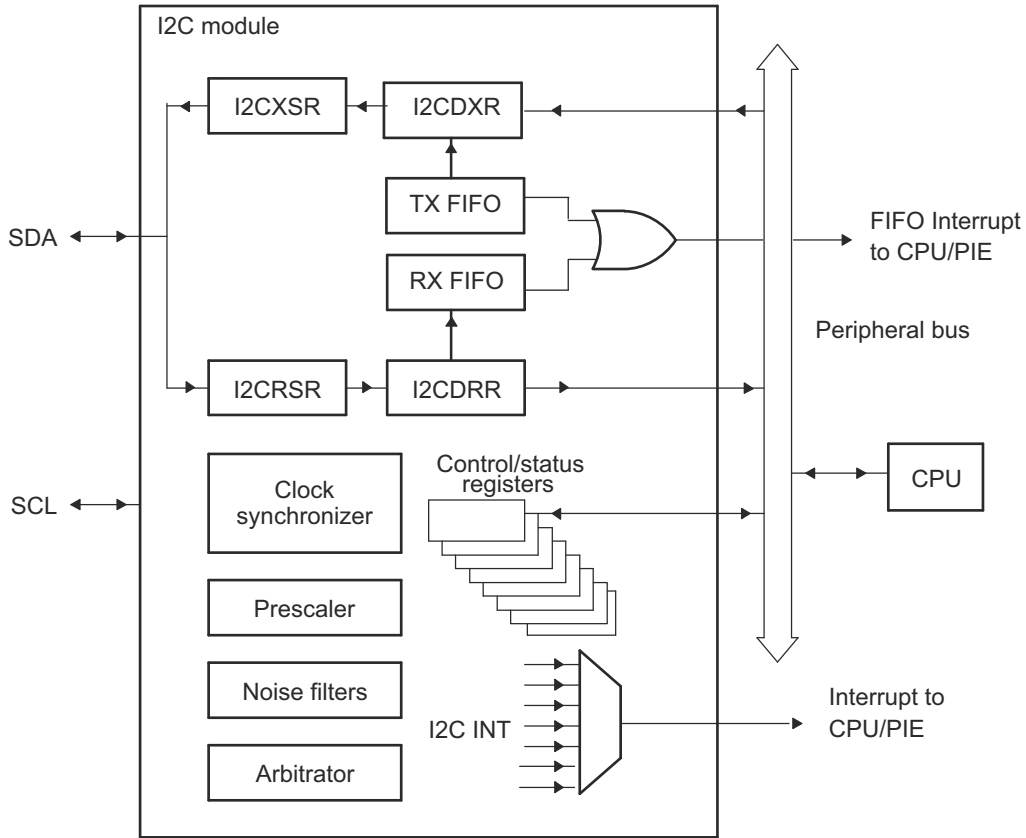 I2C module
I2CXSR
I2CDXR
TX FIFO
SDA
FIFO Interrupt
to CPU/PIE
RX FIFO
Peripheral bus
I2CRSR
I2CDRR
Control/status
registers
CPU
SCL
Clock
synchronizer
Prescaler
Noise filters
I2C INT
Interrupt to
CPU/PIE
Arbitrator